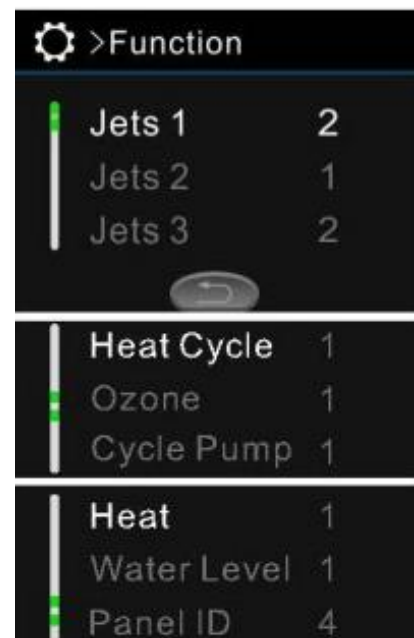 >Function
Jets 1 2
Jets 2 1
Jets 3 2
Heat Cycle 1
Ozone 1
Cycle Pump 1
Heat 1
Water Level 1
Panel ID 4